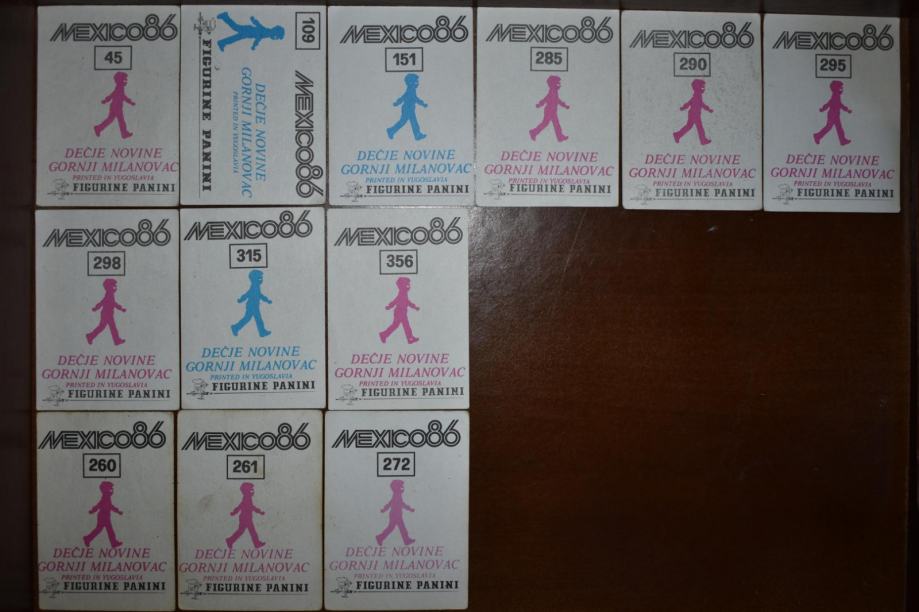 MEXICO86
45
DEČJE NOVINE
GORNJI MILANOVAC
PRINTED IN YUGOSLAVIA
FIGURINE PANINI
MEXICO86
109
DEČJE NOVINE
GORNJI MILANOVAC
PRINTED IN YUGOSLAVIA
FIGURINE PANINI
MEXICO86
151
DEČJE NOVINE
GORNJI MILANOVAC
PRINTED IN YUGOSLAVIA
FIGURINE PANINI
MEXICO86
285
DEČJE NOVINE
GORNJI MILANOVAC
PRINTED IN YUGOSLAVIA
FIGURINE PANINI
MEXICO86
290
DEČJE NOVINE
GORNJI MILANOVAC
PRINTED IN YUGOSLAVIA
FIGURINE PANINI
MEXICO86
295
DEČJE NOVINE
GORNJI MILANOVAC
PRINTED IN YUGOSLAVIA
FIGURINE PANINI
MEXICO86
298
DEČJE NOVINE
GORNJI MILANOVAC
PRINTED IN YUGOSLAVIA
FIGURINE PANINI
MEXICO86
315
DEČJE NOVINE
GORNJI MILANOVAC
PRINTED IN YUGOSLAVIA
FIGURINE PANINI
MEXICO86
356
DEČJE NOVINE
GORNJI MILANOVAC
PRINTED IN YUGOSLAVIA
FIGURINE PANINI
MEXICO86
260
DEČJE NOVINE
GORNJI MILANOVAC
PRINTED IN YUGOSLAVIA
FIGURINE PANINI
MEXICO86
261
DEČJE NOVINE
GORNJI MILANOVAC
PRINTED IN YUGOSLAVIA
FIGURINE PANINI
MEXICO86
272
DEČJE NOVINE
GORNJI MILANOVAC
PRINTED IN YUGOSLAVIA
FIGURINE PANINI